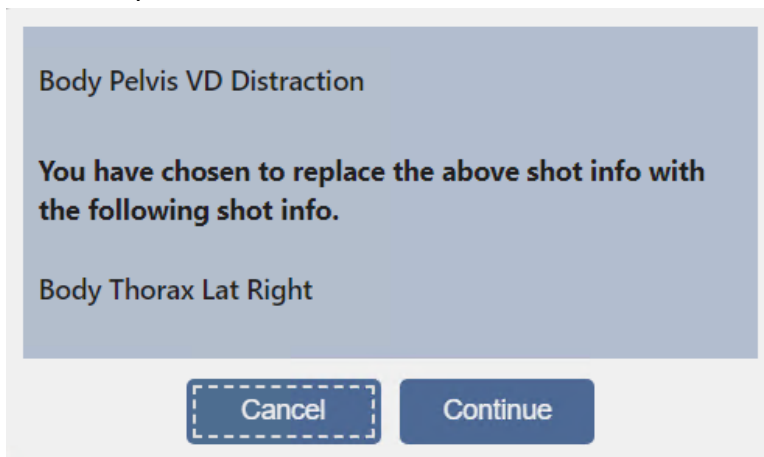 Body Pelvis VD Distraction
You have chosen to replace the above shot info with
the following shot info.
Body Thorax Lat Right
Cancel
Continue